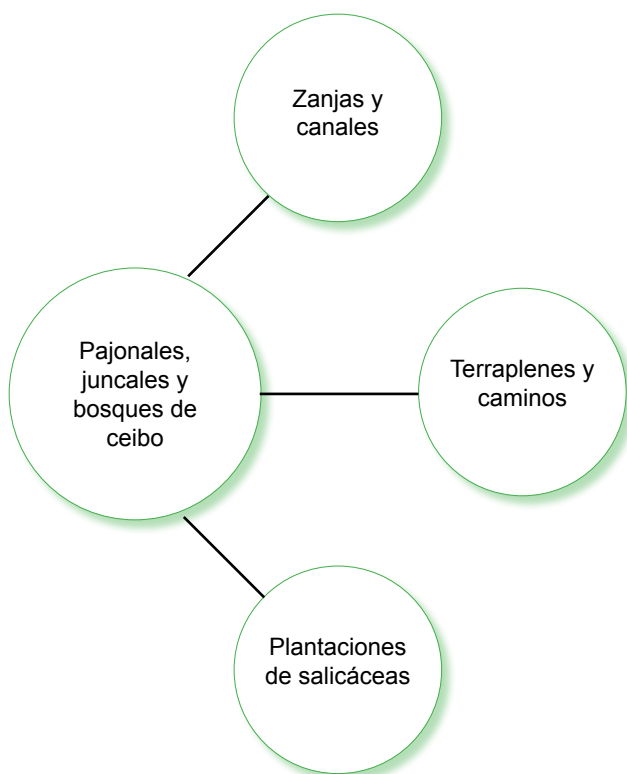 Zanjas y
canales
Pajonales,
juncales y
bosques de
ceibo
Terraplenes y
caminos
Plantaciones
de salicáceas